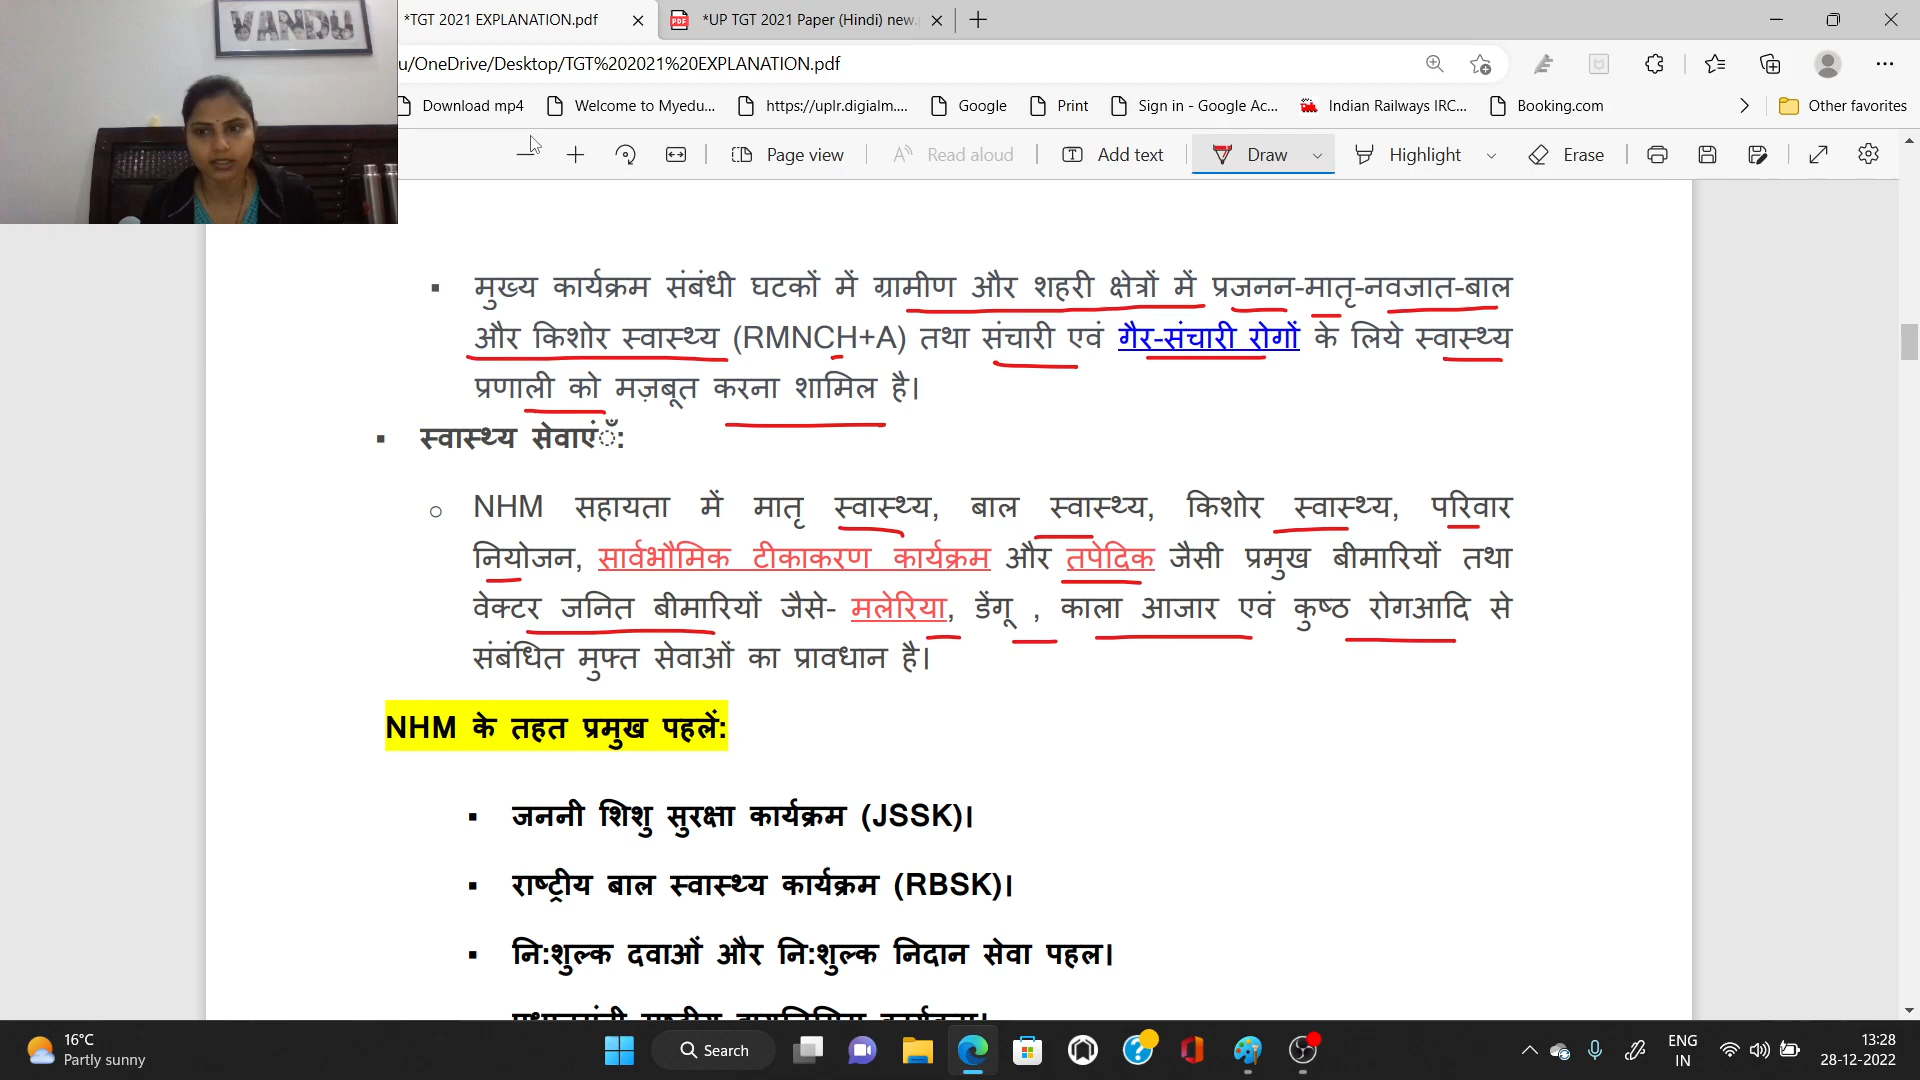 VANDU
*TGT 2021 EXPLANATION.pdf
*UP TGT 2021 Paper (Hindi) new.
u/OneDrive/Desktop/TGT%202021%20EXPLANATION.pdf
Download mp4
Welcome to Myedu...
https://uplr.digialm....
Google
Print
Sign in - Google Ac...
Indian Railways IRC...
Booking.com
Other favorites
Page view
Read aloud
Add text
Draw
Highlight
Erase
▪ मुख्य कार्यक्रम संबंधी घटकों में ग्रामीण और शहरी क्षेत्रों में प्रजनन-मातृ-नवजात-बाल
और किशोर स्वास्थ्य (RMNCH+A) तथा संचारी एवं गैर-संचारी रोगों के लिये स्वास्थ्य
प्रणाली को मज़बूत करना शामिल है।
▪ स्वास्थ्य सेवाएंँ:
○ NHM सहायता में मातृ स्वास्थ्य, बाल स्वास्थ्य, किशोर स्वास्थ्य, परिवार
नियोजन, सार्वभौमिक टीकाकरण कार्यक्रम और तपेदिक जैसी प्रमुख बीमारियों तथा
वेक्टर जनित बीमारियों जैसे- मलेरिया, डेंगू , काला आजार एवं कुष्ठ रोगआदि से
संबंधित मुफ्त सेवाओं का प्रावधान है।
NHM के तहत प्रमुख पहलें:
▪ जननी शिशु सुरक्षा कार्यक्रम (JSSK)।
▪ राष्ट्रीय बाल स्वास्थ्य कार्यक्रम (RBSK)।
▪ नि:शुल्क दवाओं और नि:शुल्क निदान सेवा पहल।
16°C
Partly sunny
Search
ENG
IN
13:28
28-12-2022